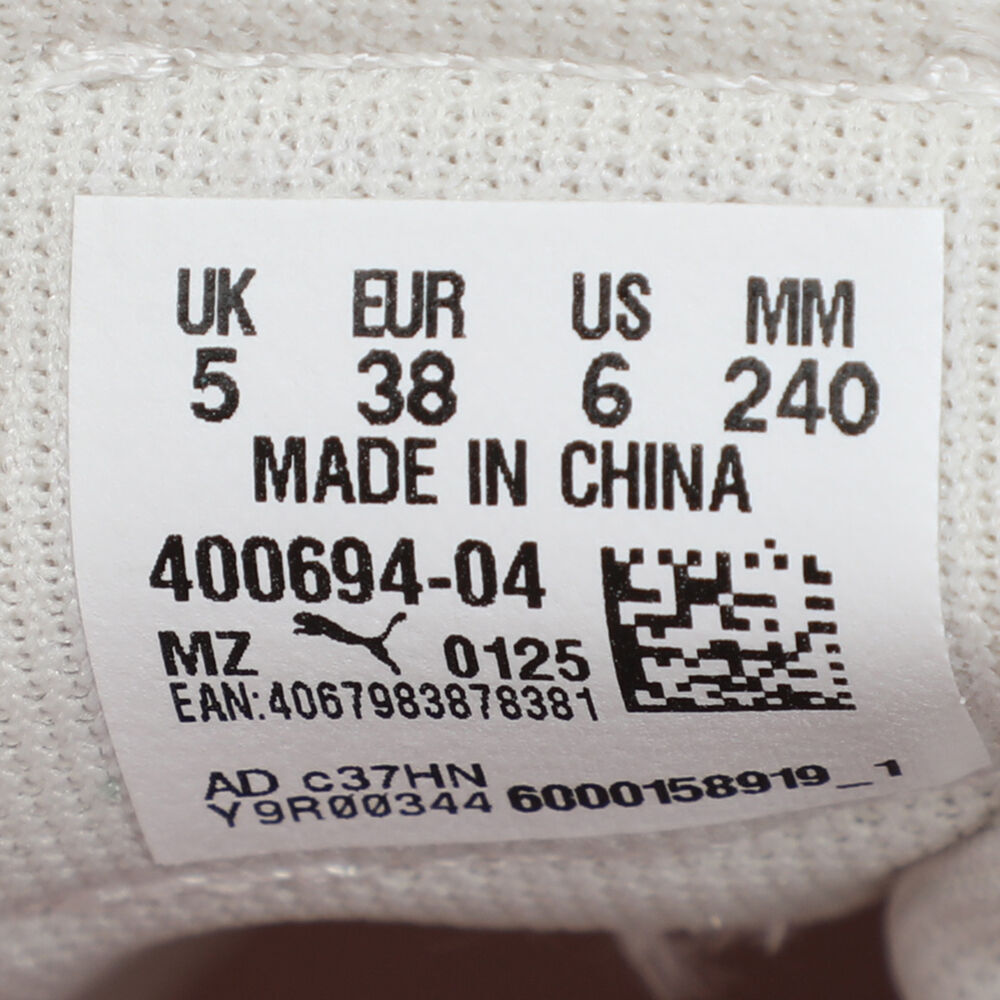 UK EUR US MM
5 38 6 240
MADE IN CHINA
400694-04
MZ 0125
EAN:4067983878381
AD c37HN
Y9R00344 6000158919_1